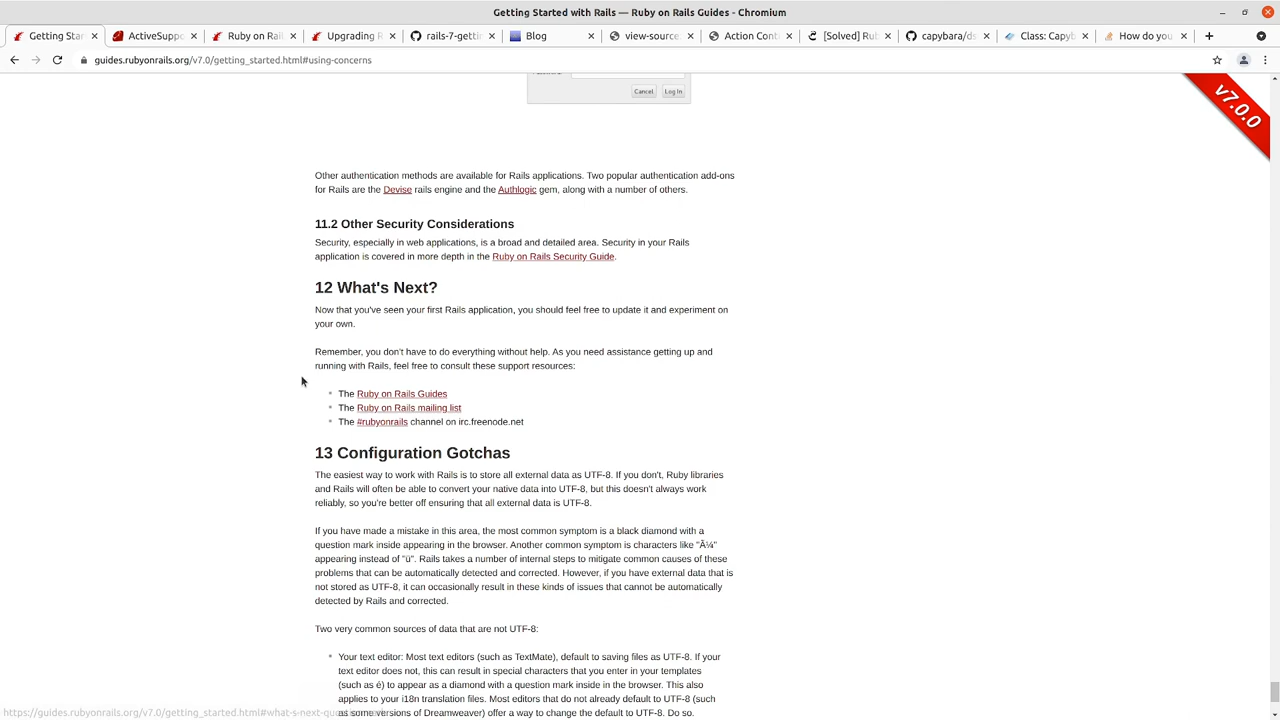 Getting Started with Rails — Ruby on Rails Guides - Chromium
Getting Star
ActiveSuppo
Ruby on Rail
Upgrading R
rails-7-getti
Blog
view-source:
Action Cont
[Solved] Rub
capybara/ds
Class: Capyb
How do you
guides.rubyonrails.org/v7.0/getting_started.html#using-concerns
Cancel
Log In
v7.0.0
Other authentication methods are available for Rails applications. Two popular authentication add-ons
for Rails are the Devise rails engine and the Authlogic gem, along with a number of others.
11.2 Other Security Considerations
Security, especially in web applications, is a broad and detailed area. Security in your Rails
application is covered in more depth in the Ruby on Rails Security Guide.
12 What's Next?
Now that you've seen your first Rails application, you should feel free to update it and experiment on
your own.
Remember, you don't have to do everything without help. As you need assistance getting up and
running with Rails, feel free to consult these support resources:
The Ruby on Rails Guides
The Ruby on Rails mailing list
The #rubyonrails channel on irc.freenode.net
13 Configuration Gotchas
The easiest way to work with Rails is to store all external data as UTF-8. If you don't, Ruby libraries
and Rails will often be able to convert your native data into UTF-8, but this doesn't always work
reliably, so you're better off ensuring that all external data is UTF-8.
If you have made a mistake in this area, the most common symptom is a black diamond with a
question mark inside appearing in the browser. Another common symptom is characters like "Ã¼"
appearing instead of "ü". Rails takes a number of internal steps to mitigate common causes of these
problems that can be automatically detected and corrected. However, if you have external data that is
not stored as UTF-8, it can occasionally result in these kinds of issues that cannot be automatically
detected by Rails and corrected.
Two very common sources of data that are not UTF-8:
Your text editor: Most text editors (such as TextMate), default to saving files as UTF-8. If your
text editor does not, this can result in special characters that you enter in your templates
(such as é) to appear as a diamond with a question mark inside in the browser. This also
applies to your i18n translation files. Most editors that do not already default to UTF-8 (such
as some versions of Dreamweaver) offer a way to change the default to UTF-8. Do so.
https://guides.rubyonrails.org/v7.0/getting_started.html#what-s-next-qu